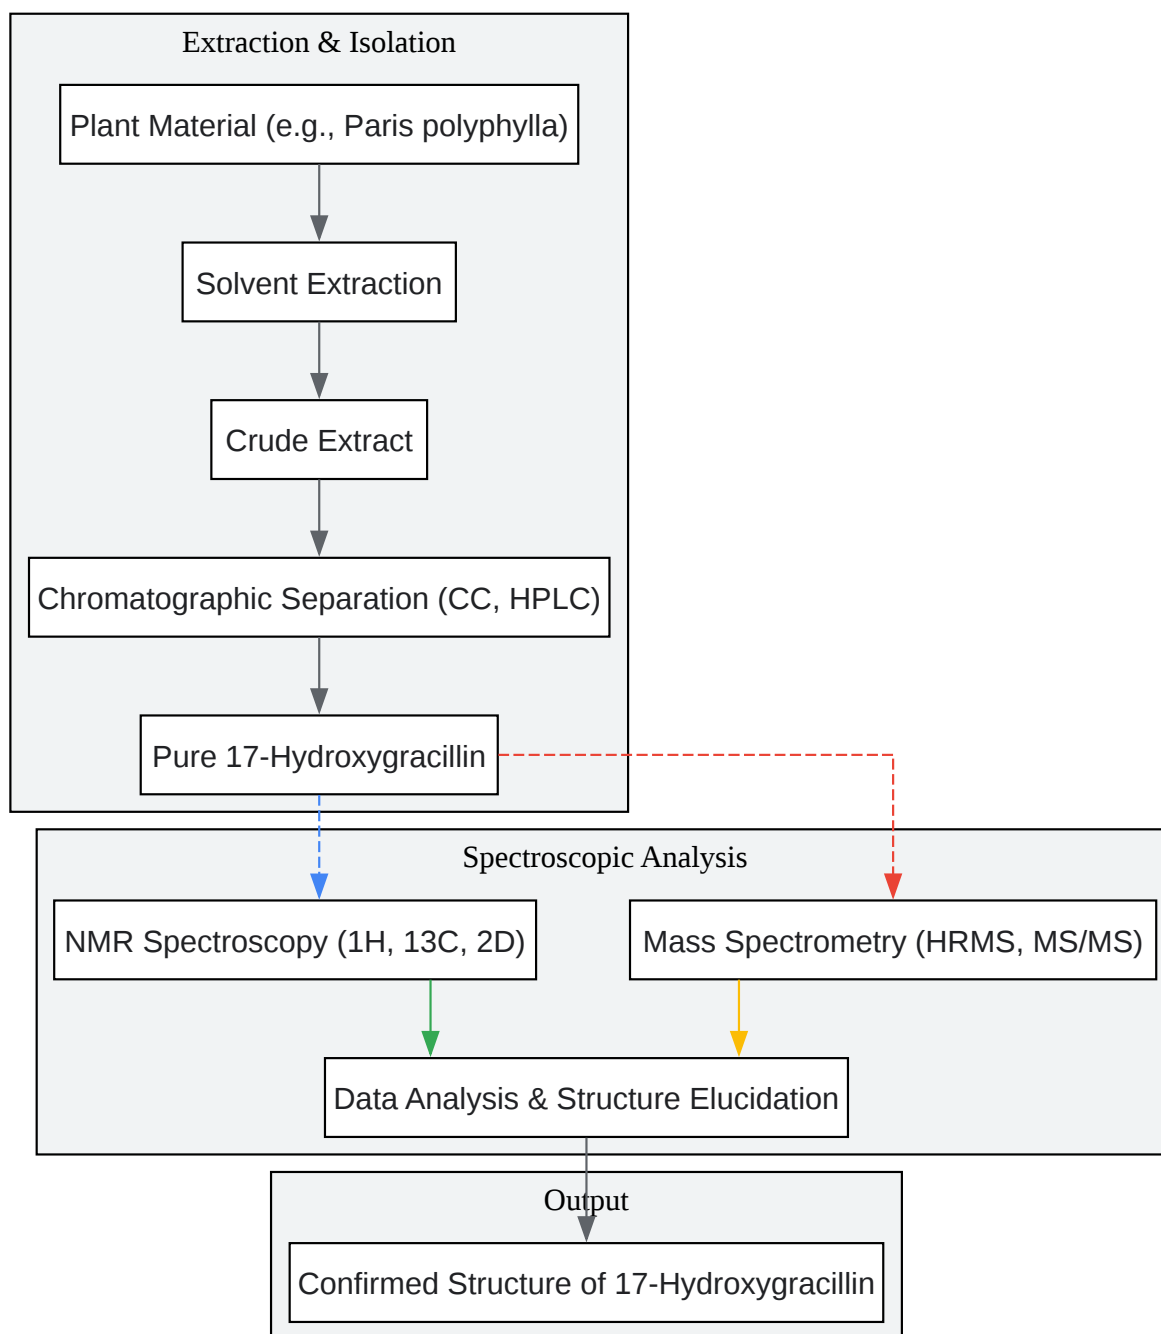 Extraction & Isolation
Plant Material (e.g., Paris polyphylla)
Solvent Extraction
Crude Extract
Chromatographic Separation (CC, HPLC)
Pure 17-Hydroxygracillin
Spectroscopic Analysis
NMR Spectroscopy (1H, 13C, 2D)
Mass Spectrometry (HRMS, MS/MS)
Data Analysis & Structure Elucidation
Output
Confirmed Structure of 17-Hydroxygracillin